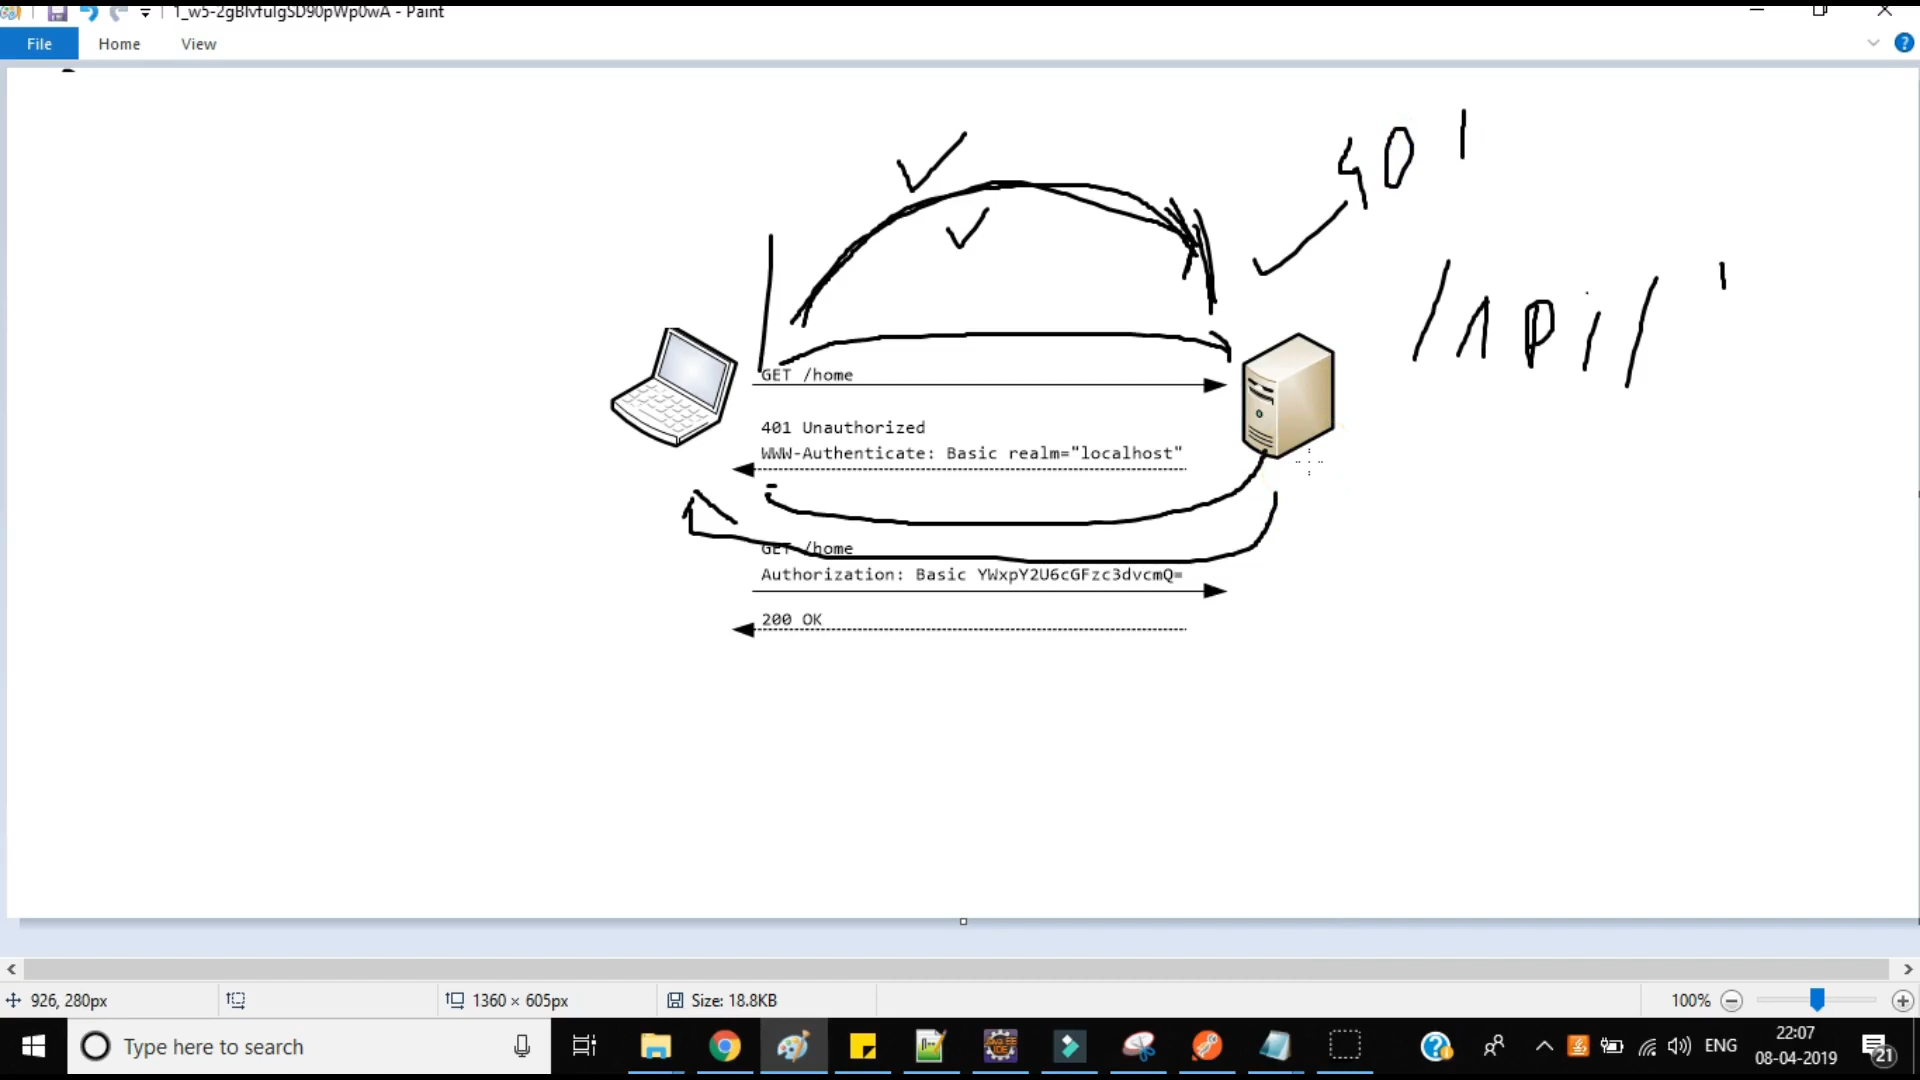 1_w5-2gBIvfuIgSD90pWp0wA - Paint
File Home View
401
/api/
GET /home
401 Unauthorized
WWW-Authenticate: Basic realm="localhost"
GET /home
Authorization: Basic YWxpY2U6cGFzc3dvcmQ=
200 OK
926, 280px
1360 × 605px
Size: 18.8KB
100%
Type here to search
ENG
22:07
08-04-2019
21